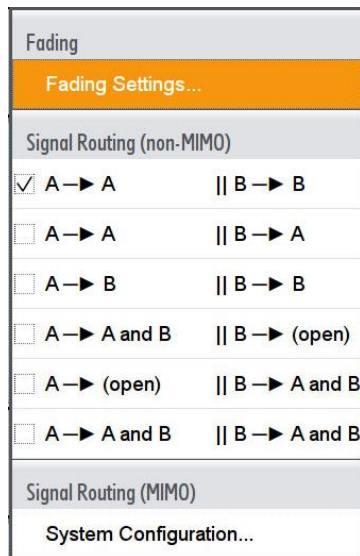 Fading
Fading Settings...
Signal Routing (non-MIMO)
A —► A || B —► B
A —► A || B —► A
A —► B || B —► B
A —► A and B || B —► (open)
A —► (open) || B —► A and B
A —► A and B || B —► A and B
Signal Routing (MIMO)
System Configuration...